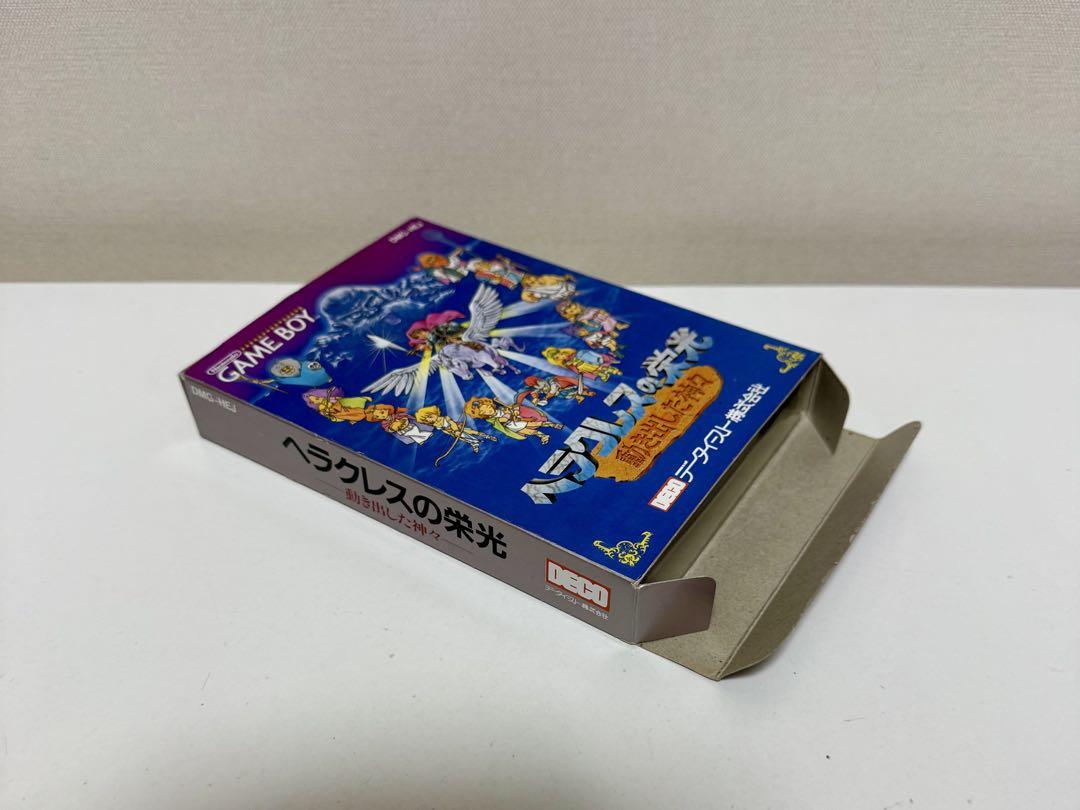 DMG-HEJ
Nintendo
GAME BOY
ヘラクレスの栄光
動き出した神々
DECO データイースト株式会社
DMG-HEJ
ヘラクレスの栄光
動き出した神々
DECO
データイースト株式会社